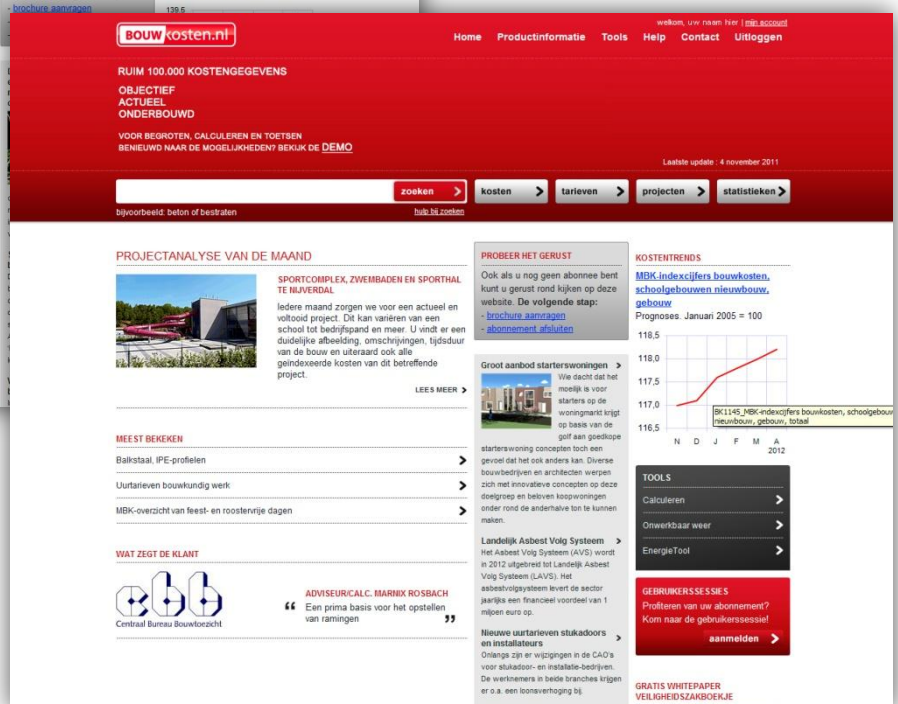 - brochure aanvragen
139.5
BOUWkosten.nl
welkom, uw naam hier | mijn account
Home Productinformatie Tools Help Contact Uitloggen
RUIM 100.000 KOSTENGEGEVENS
OBJECTIEF
ACTUEEL
ONDERBOUWD
VOOR BEGROTEN, CALCULEREN EN TOETSEN
BENIEUWD NAAR DE MOGELIJKHEDEN? BEKIJK DE DEMO
Laatste update : 4 november 2011
zoeken
kosten
tarieven
projecten
statistieken
bijvoorbeeld: beton of bestraten
hulp bij zoeken
PROJECTANALYSE VAN DE MAAND
SPORTCOMPLEX, ZWEMBADEN EN SPORTHAL
TE NIJVERDAL
Iedere maand zorgen we voor een actueel en
voltooid project. Dit kan variëren van een
school tot bedrijfspand en meer. U vindt er een
duidelijke afbeelding, omschrijvingen, tijdsduur
van de bouw en uiteraard ook alle
geïndexeerde kosten van dit betreffende
project.
LEES MEER
MEEST BEKEKEN
Balkstaal, IPE-profielen
Uurtarieven bouwkundig werk
MBK-overzicht van feest- en roostervrije dagen
WAT ZEGT DE KLANT
cbb
Centraal Bureau Bouwtoezicht
ADVISEUR/CALC. MARNIX ROSBACH
“ Een prima basis voor het opstellen
van ramingen ”
PROBEER HET GERUST
Ook als u nog geen abonnee bent
kunt u gerust rond kijken op deze
website. De volgende stap:
- brochure aanvragen
- abonnement afsluiten
Groot aanbod starterswoningen
Wie dacht dat het
moeilijk is voor
starters op de
woningmarkt krijgt
op basis van de
golf aan goedkope
starterswoning concepten toch een
gevoel dat het ook anders kan. Diverse
bouwbedrijven en architecten werpen
zich met innovatieve concepten op deze
doelgroep en beloven koopwoningen
onder rond de anderhalve ton te kunnen
maken.
Landelijk Asbest Volg Systeem
Het Asbest Volg Systeem (AVS) wordt
in 2012 uitgebreid tot Landelijk Asbest
Volg Systeem (LAVS). Het
asbestvolgsysteem levert de sector
jaarlijks een financieel voordeel van 1
miljoen euro op.
Nieuwe uurtarieven stukadoors
en installateurs
Onlangs zijn er wijzigingen in de CAO's
voor stukadoor- en installatie-bedrijven.
De werknemers in beide branches krijgen
er o.a. een loonsverhoging bij.
KOSTENTRENDS
MBK-indexcijfers bouwkosten,
schoolgebouwen nieuwbouw,
gebouw
Prognoses. Januari 2005 = 100
118,5
118,0
117,5
117,0
116,5
N D J F M A
2012
BK1145_MBK-indexcijfers bouwkosten, schoolgebouw
nieuwbouw, gebouw, totaal
TOOLS
Calculeren
Onwerkbaar weer
EnergieTool
GEBRUIKERSSESSIES
Profiteren van uw abonnement?
Kom naar de gebruikerssessie!
aanmelden
GRATIS WHITEPAPER
VEILIGHEIDSZAKBOEKJE